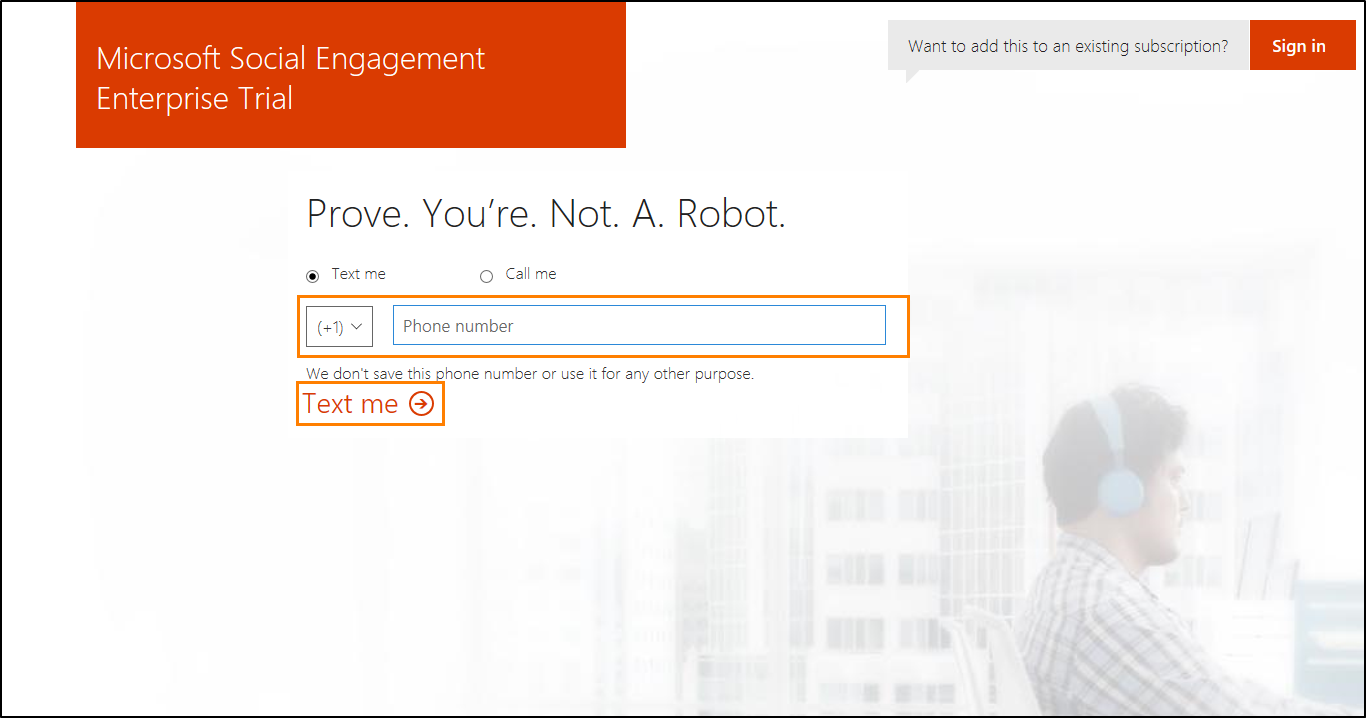 Microsoft Social Engagement
Enterprise Trial
Want to add this to an existing subscription?
Sign in
Prove. You’re. Not. A. Robot.
Text me
Call me
(+1)
Phone number
We don't save this phone number or use it for any other purpose.
Text me